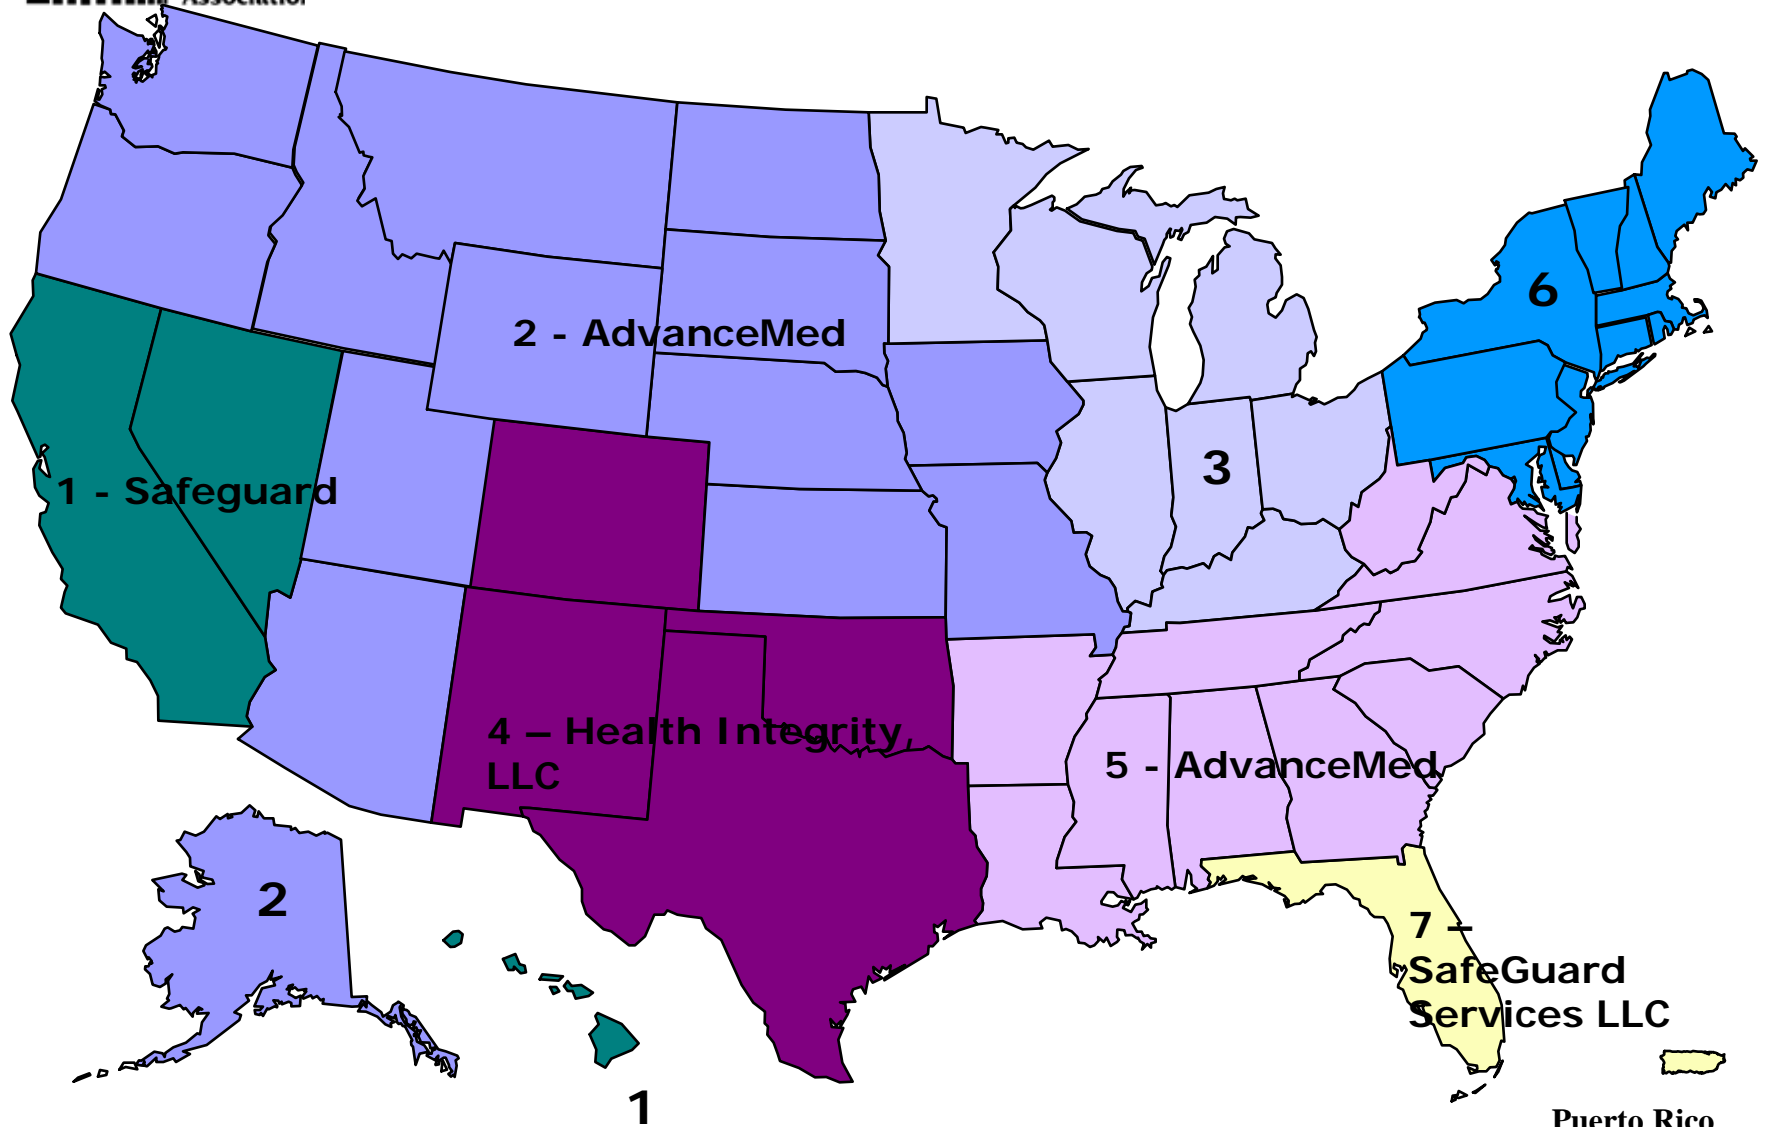 Association
6
2 - AdvanceMed
3
1 - Safeguard
4 – Health Integrity,
LLC
5 - AdvanceMed
2
7 –
SafeGuard
Services LLC
1
Puerto Rico